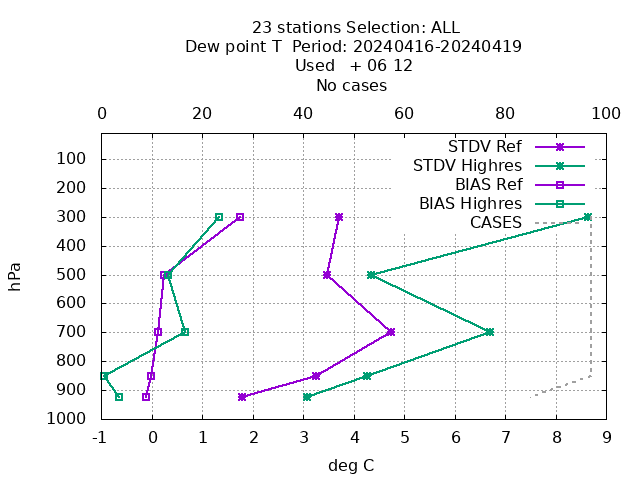 23 stations Selection: ALL
Dew point T  Period: 20240416-20240419
Used   + 06 12
No cases
0 20 40 60 80 100
STDV Ref
STDV Highres
BIAS Ref
BIAS Highres
CASES
100
200
300
400
500
600
700
800
900
1000
hPa
-1 0 1 2 3 4 5 6 7 8 9
deg C